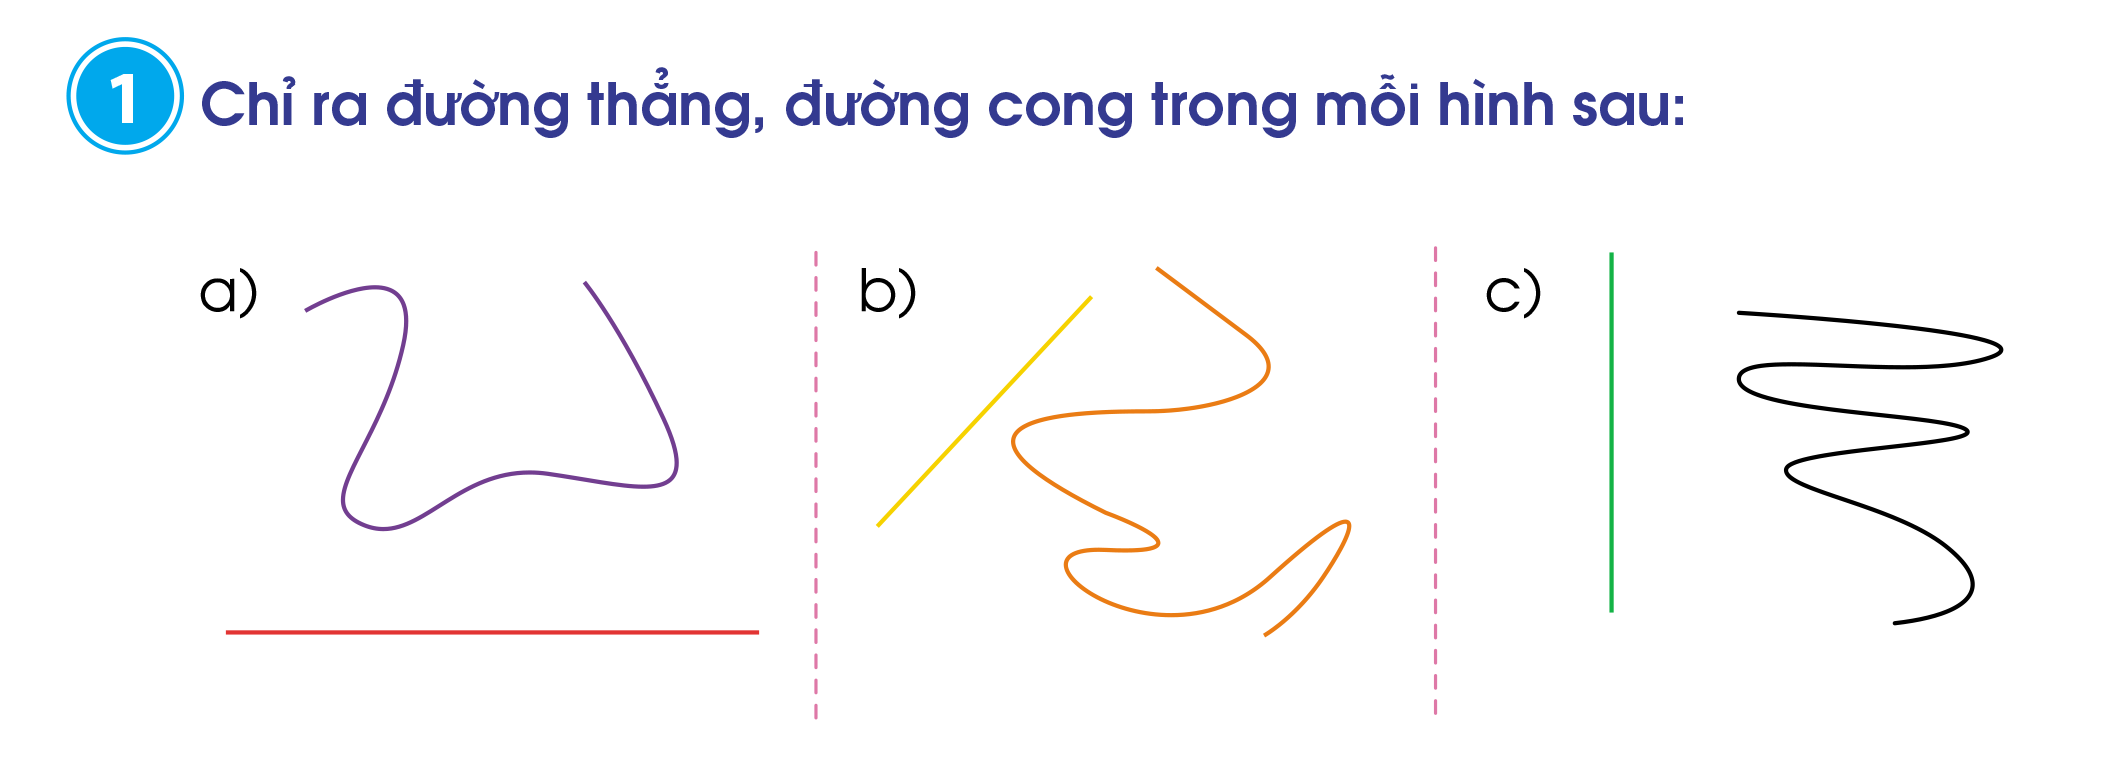 1 Chỉ ra đường thẳng, đường cong trong mỗi hình sau:
a) b) c)